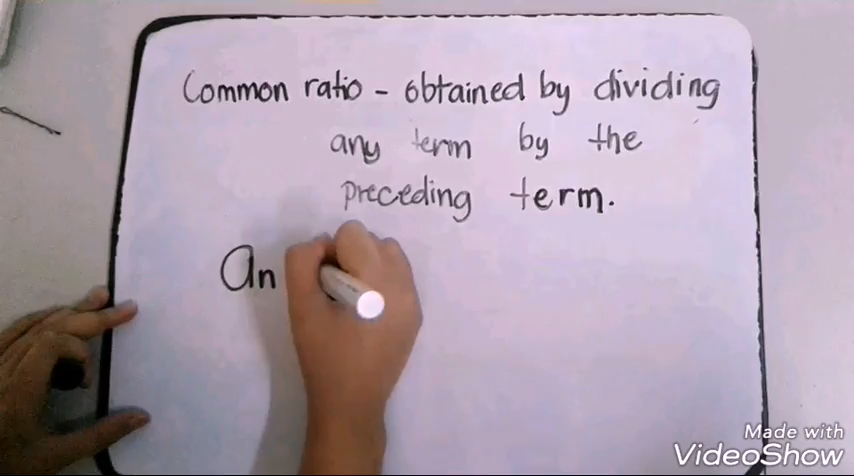 Common ratio - obtained by dividing
any term by the
preceding term.
an
Made with
VideoShow